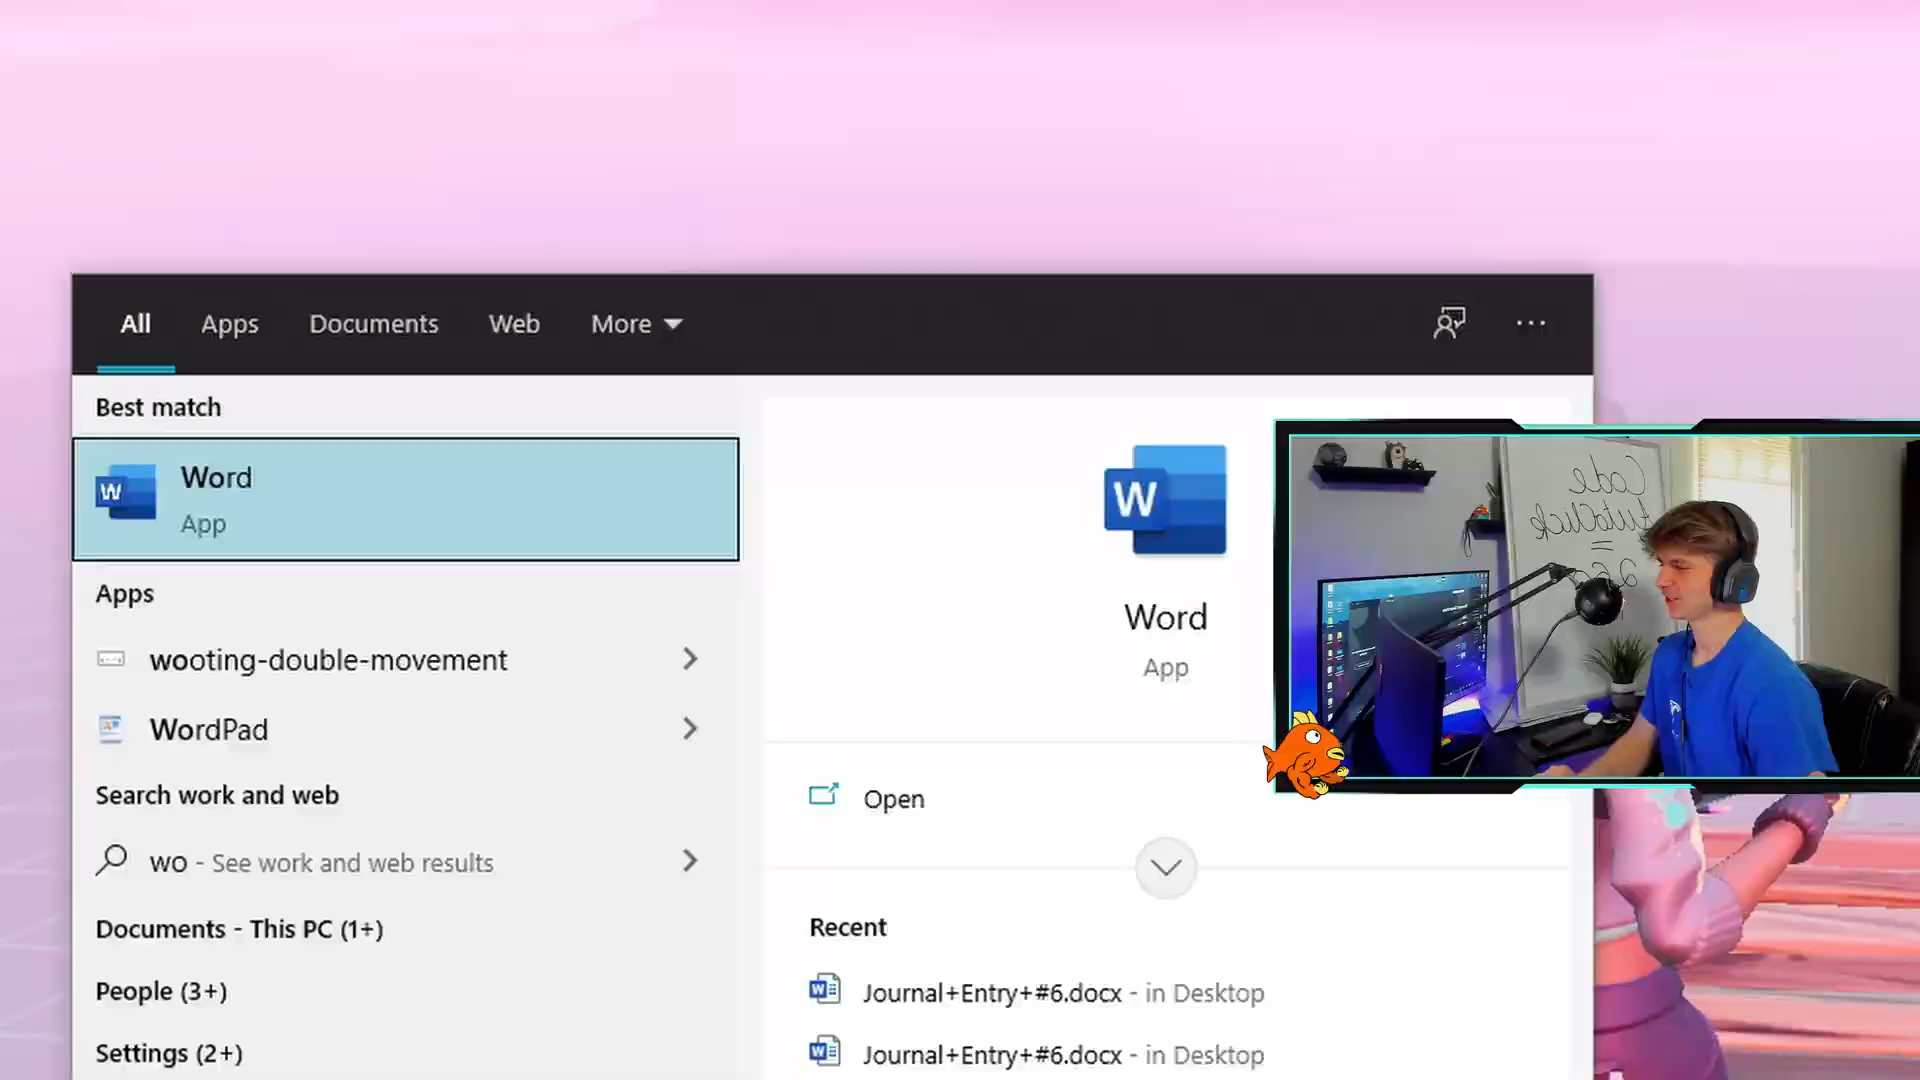 All Apps Documents Web More
Best match
Word
App
Apps
wooting-double-movement
WordPad
Search work and web
wo - See work and web results
Documents - This PC (1+)
People (3+)
Settings (2+)
W
Word
App
Open
Recent
Journal+Entry+#6.docx - in Desktop
Journal+Entry+#6.docx - in Desktop
Code
AutoClick
=